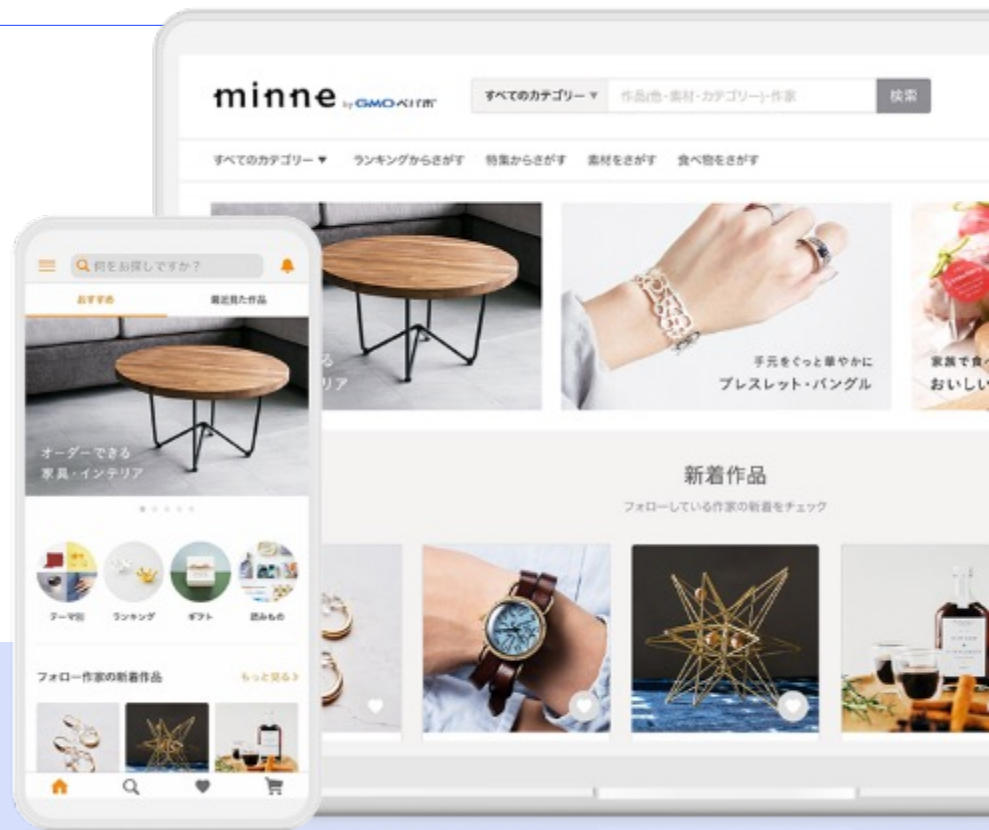 minne by GMOペパボ
すべてのカテゴリー ▼
作品(色・素材・カテゴリー)・作家
検索
すべてのカテゴリー ▼
ランキングからさがす
特集からさがす
素材をさがす
食べ物をさがす
手元をぐっと華やかに
ブレスレット・バングル
家族で食べ
おいしい
る
リア
新着作品
フォローしている作家の新着をチェック
何をお探しですか？
おすすめ
最近見た作品
オーダーできる
家具・インテリア
テーマ別
ランキング
ギフト
読みもの
フォロー作家の新着作品
もっと見る